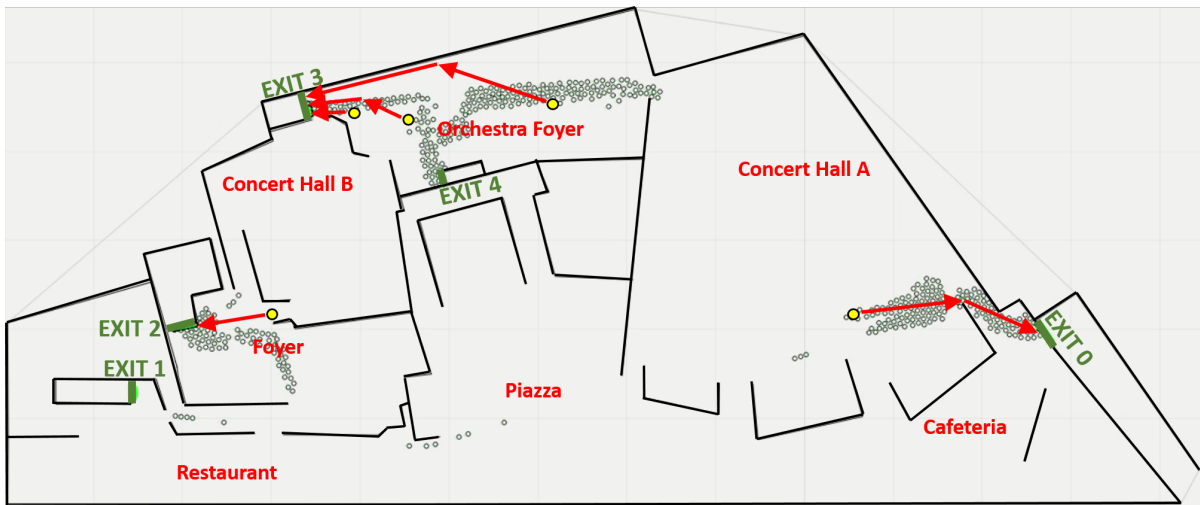 EXIT 3
Orchestra Foyer
Concert Hall A
Concert Hall B
EXIT 4
EXIT 2
Foyer
EXIT 0
EXIT 1
Piazza
Cafeteria
Restaurant